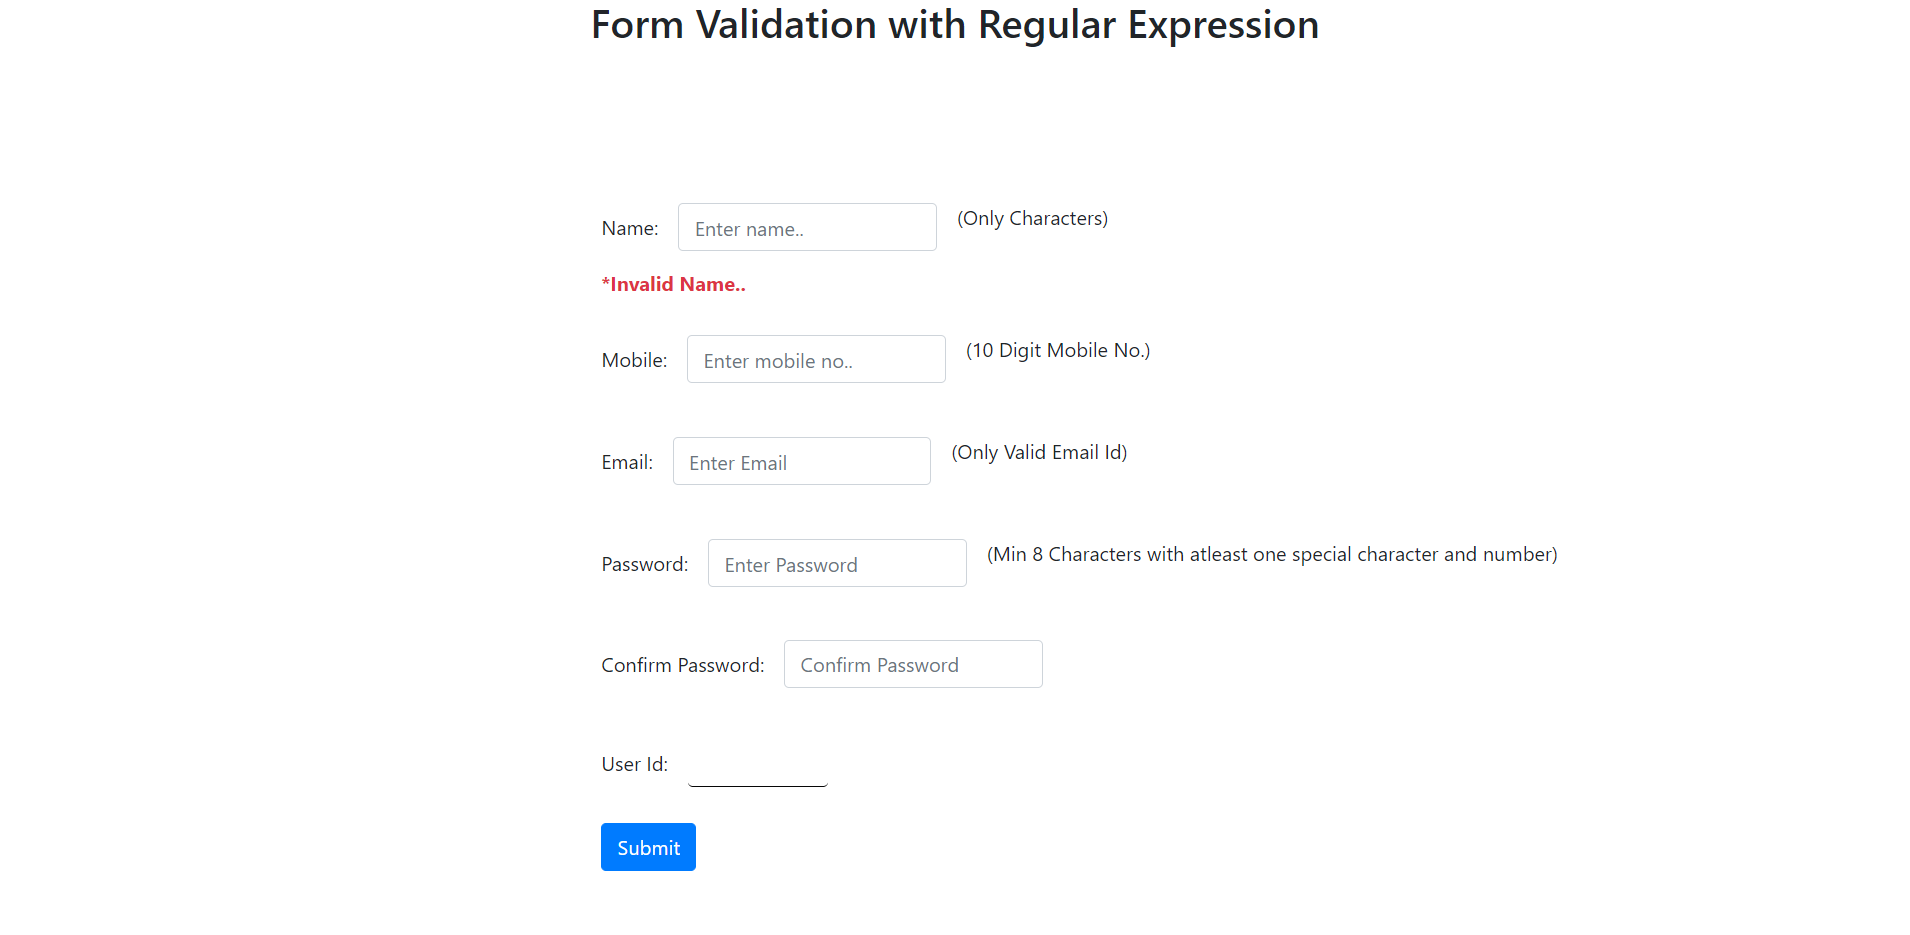 Form Validation with Regular Expression
Name: Enter name.. (Only Characters)
*Invalid Name..
Mobile: Enter mobile no.. (10 Digit Mobile No.)
Email: Enter Email (Only Valid Email Id)
Password: Enter Password (Min 8 Characters with atleast one special character and number)
Confirm Password: Confirm Password
User Id:
Submit